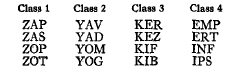 Class 1 Class 2 Class 3 Class 4
ZAP YAV KER EMP
ZAS YAD KEZ ERT
ZOP YOM KIF INF
ZOT YOG KIB IPS